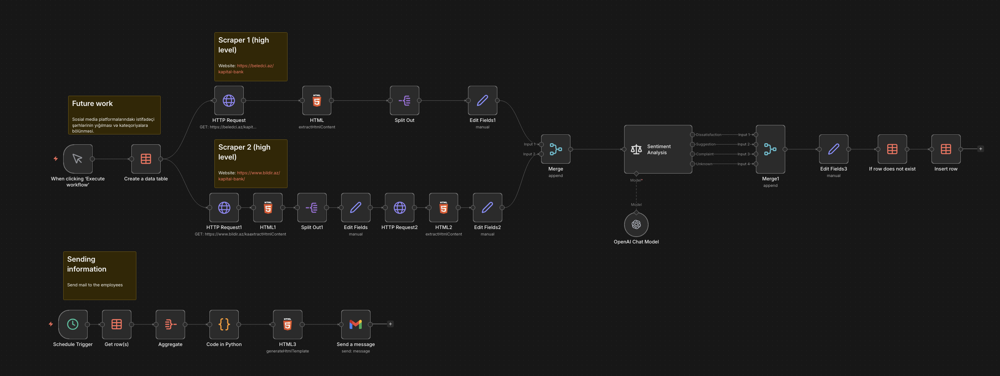 Scraper 1 (high
level)
Website: https://beledci.az/
kapital-bank
Future work
Sosial media platformalarındakı istifadəçi
şərhlərinin yığılması və kateqoriyalara
bölünməsi.
When clicking ‘Execute
workflow’
Create a data table
HTTP Request
GET: https://beledci.az/kapit...
HTML
HTML
extractHtmlContent
Split Out
Edit Fields1
manual
Scraper 2 (high
level)
Website: https://www.bildir.az/
kapital-bank/
HTTP Request1
GET: https://www.bildir.az/ka...
HTML
HTML1
extractHtmlContent
Split Out1
Edit Fields
manual
HTTP Request2
HTML
HTML2
extractHtmlContent
Edit Fields2
manual
Input 1
Input 2
Merge
append
Sentiment
Analysis
Dissatisfaction
Suggestion
Complaint
Unknown
Model*
Model
OpenAI Chat Model
Input 1
Input 2
Input 3
Input 4
Merge1
append
Edit Fields3
manual
If row does not exist
Insert row
Sending
information
Send mail to the employees
Schedule Trigger
Get row(s)
Aggregate
Code in Python
HTML
HTML3
generateHtmlTemplate
Send a message
send: message